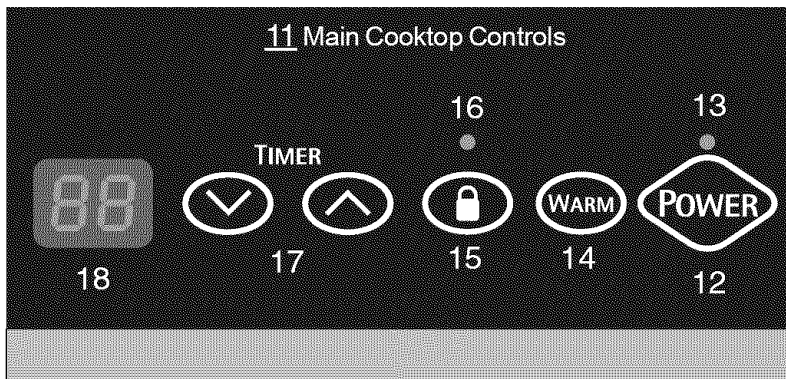 11 Main Cooktop Controls
16
13
TIMER
88
WARM
POWER
18
17
15
14
12